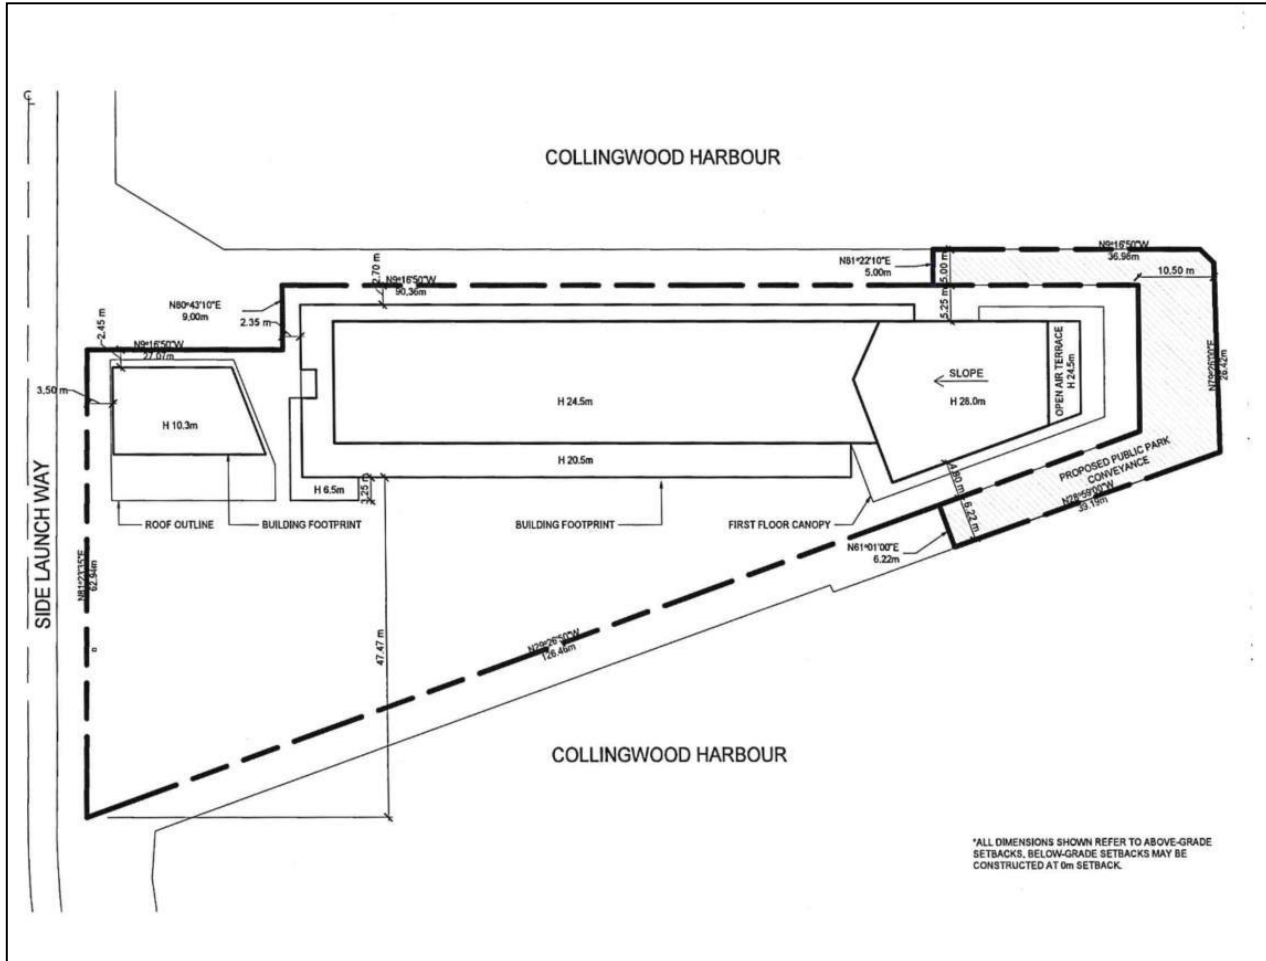 ℄
COLLINGWOOD HARBOUR
N9°16'50"W
36.98m
N81°22'10"E
5.00m
5.00 m
10.50 m
2.70 m
N9°16'50"W
90.36m
5.25 m
N80°43'10"E
9.00m
2.35 m
2.45 m
N9°16'50"W
27.07m
3.50 m
SLOPE
H 28.0m
OPEN AIR TERRACE
H 24.5m
N79°26'00"E
26.42m
H 24.5m
H 10.3m
H 20.5m
H 6.5m
3.25 m
4.80 m
6.22 m
PROPOSED PUBLIC PARK
CONVEYANCE
N28°59'00"W
39.19m
ROOF OUTLINE
BUILDING FOOTPRINT
BUILDING FOOTPRINT
FIRST FLOOR CANOPY
N61°01'00"E
6.22m
SIDE LAUNCH WAY
N81°23'35"E
62.94m
47.47 m
N29°26'50"W
126.46m
COLLINGWOOD HARBOUR
*ALL DIMENSIONS SHOWN REFER TO ABOVE-GRADE
SETBACKS, BELOW-GRADE SETBACKS MAY BE
CONSTRUCTED AT 0m SETBACK.